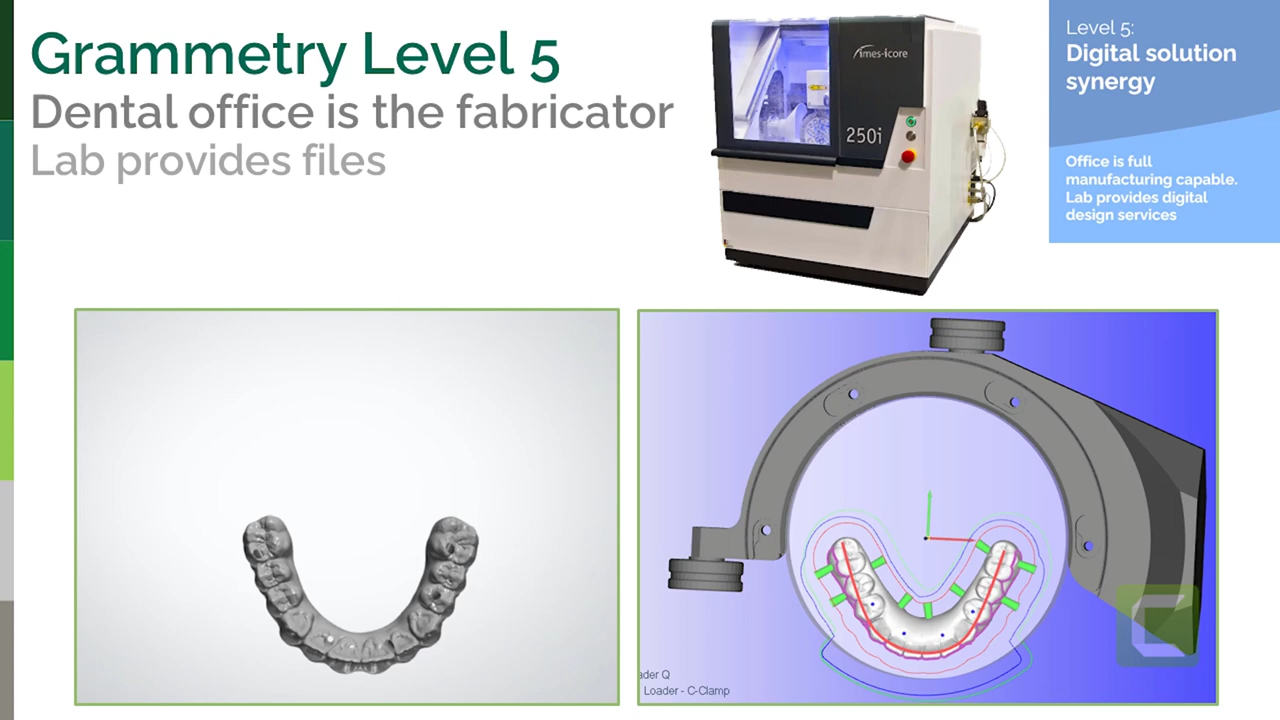 Grammetry Level 5
Dental office is the fabricator
Lab provides files
imes-icore
250i
Level 5:
Digital solution
synergy
Office is full
manufacturing capable.
Lab provides digital
design services
ader Q
Loader - C-Clamp